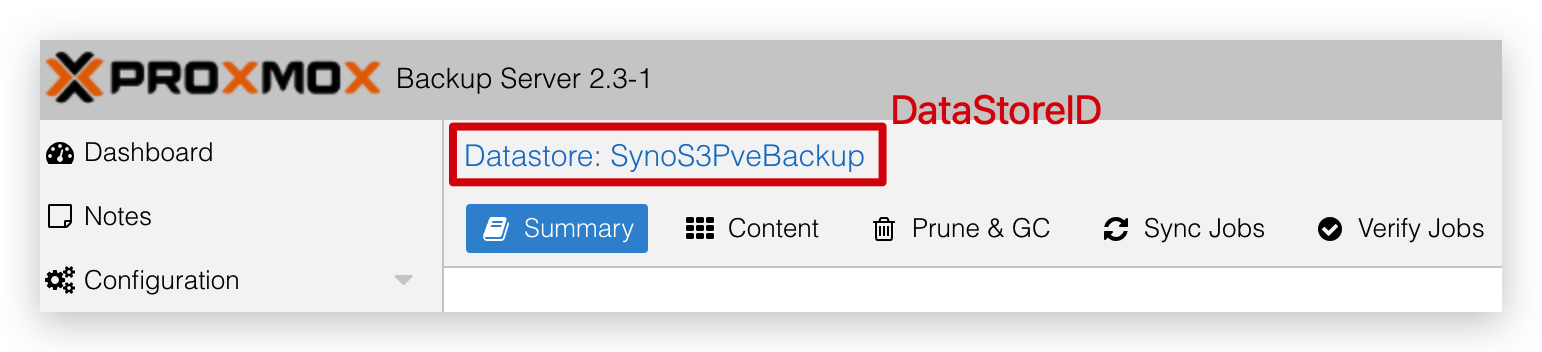 PROXMOX Backup Server 2.3-1
DataStoreID
Dashboard
Datastore: SynoS3PveBackup
Notes
Summary Content Prune & GC Sync Jobs Verify Jobs
Configuration